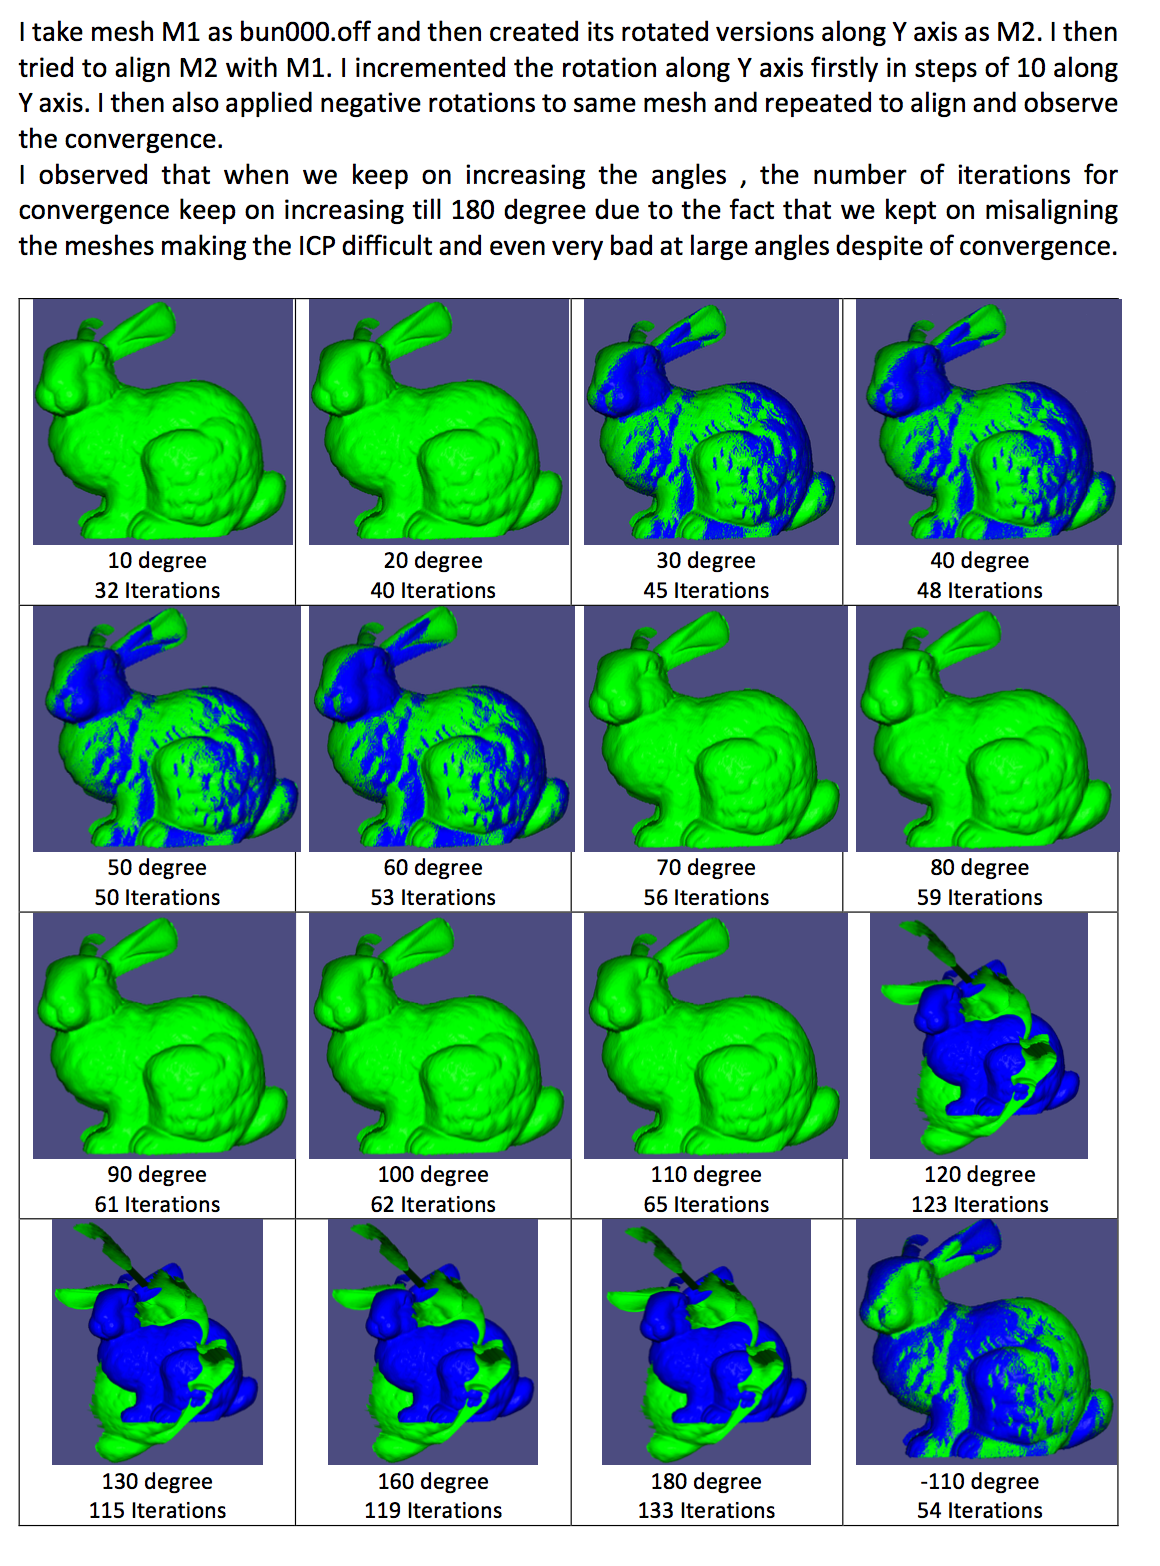 I take mesh M1 as bun000.off and then created its rotated versions along Y axis as M2. I then
tried to align M2 with M1. I incremented the rotation along Y axis firstly in steps of 10 along
Y axis. I then also applied negative rotations to same mesh and repeated to align and observe
the convergence.
I observed that when we keep on increasing the angles , the number of iterations for
convergence keep on increasing till 180 degree due to the fact that we kept on misaligning
the meshes making the ICP difficult and even very bad at large angles despite of convergence.
10 degree
32 Iterations
20 degree
40 Iterations
30 degree
45 Iterations
40 degree
48 Iterations
50 degree
50 Iterations
60 degree
53 Iterations
70 degree
56 Iterations
80 degree
59 Iterations
90 degree
61 Iterations
100 degree
62 Iterations
110 degree
65 Iterations
120 degree
123 Iterations
130 degree
115 Iterations
160 degree
119 Iterations
180 degree
133 Iterations
-110 degree
54 Iterations